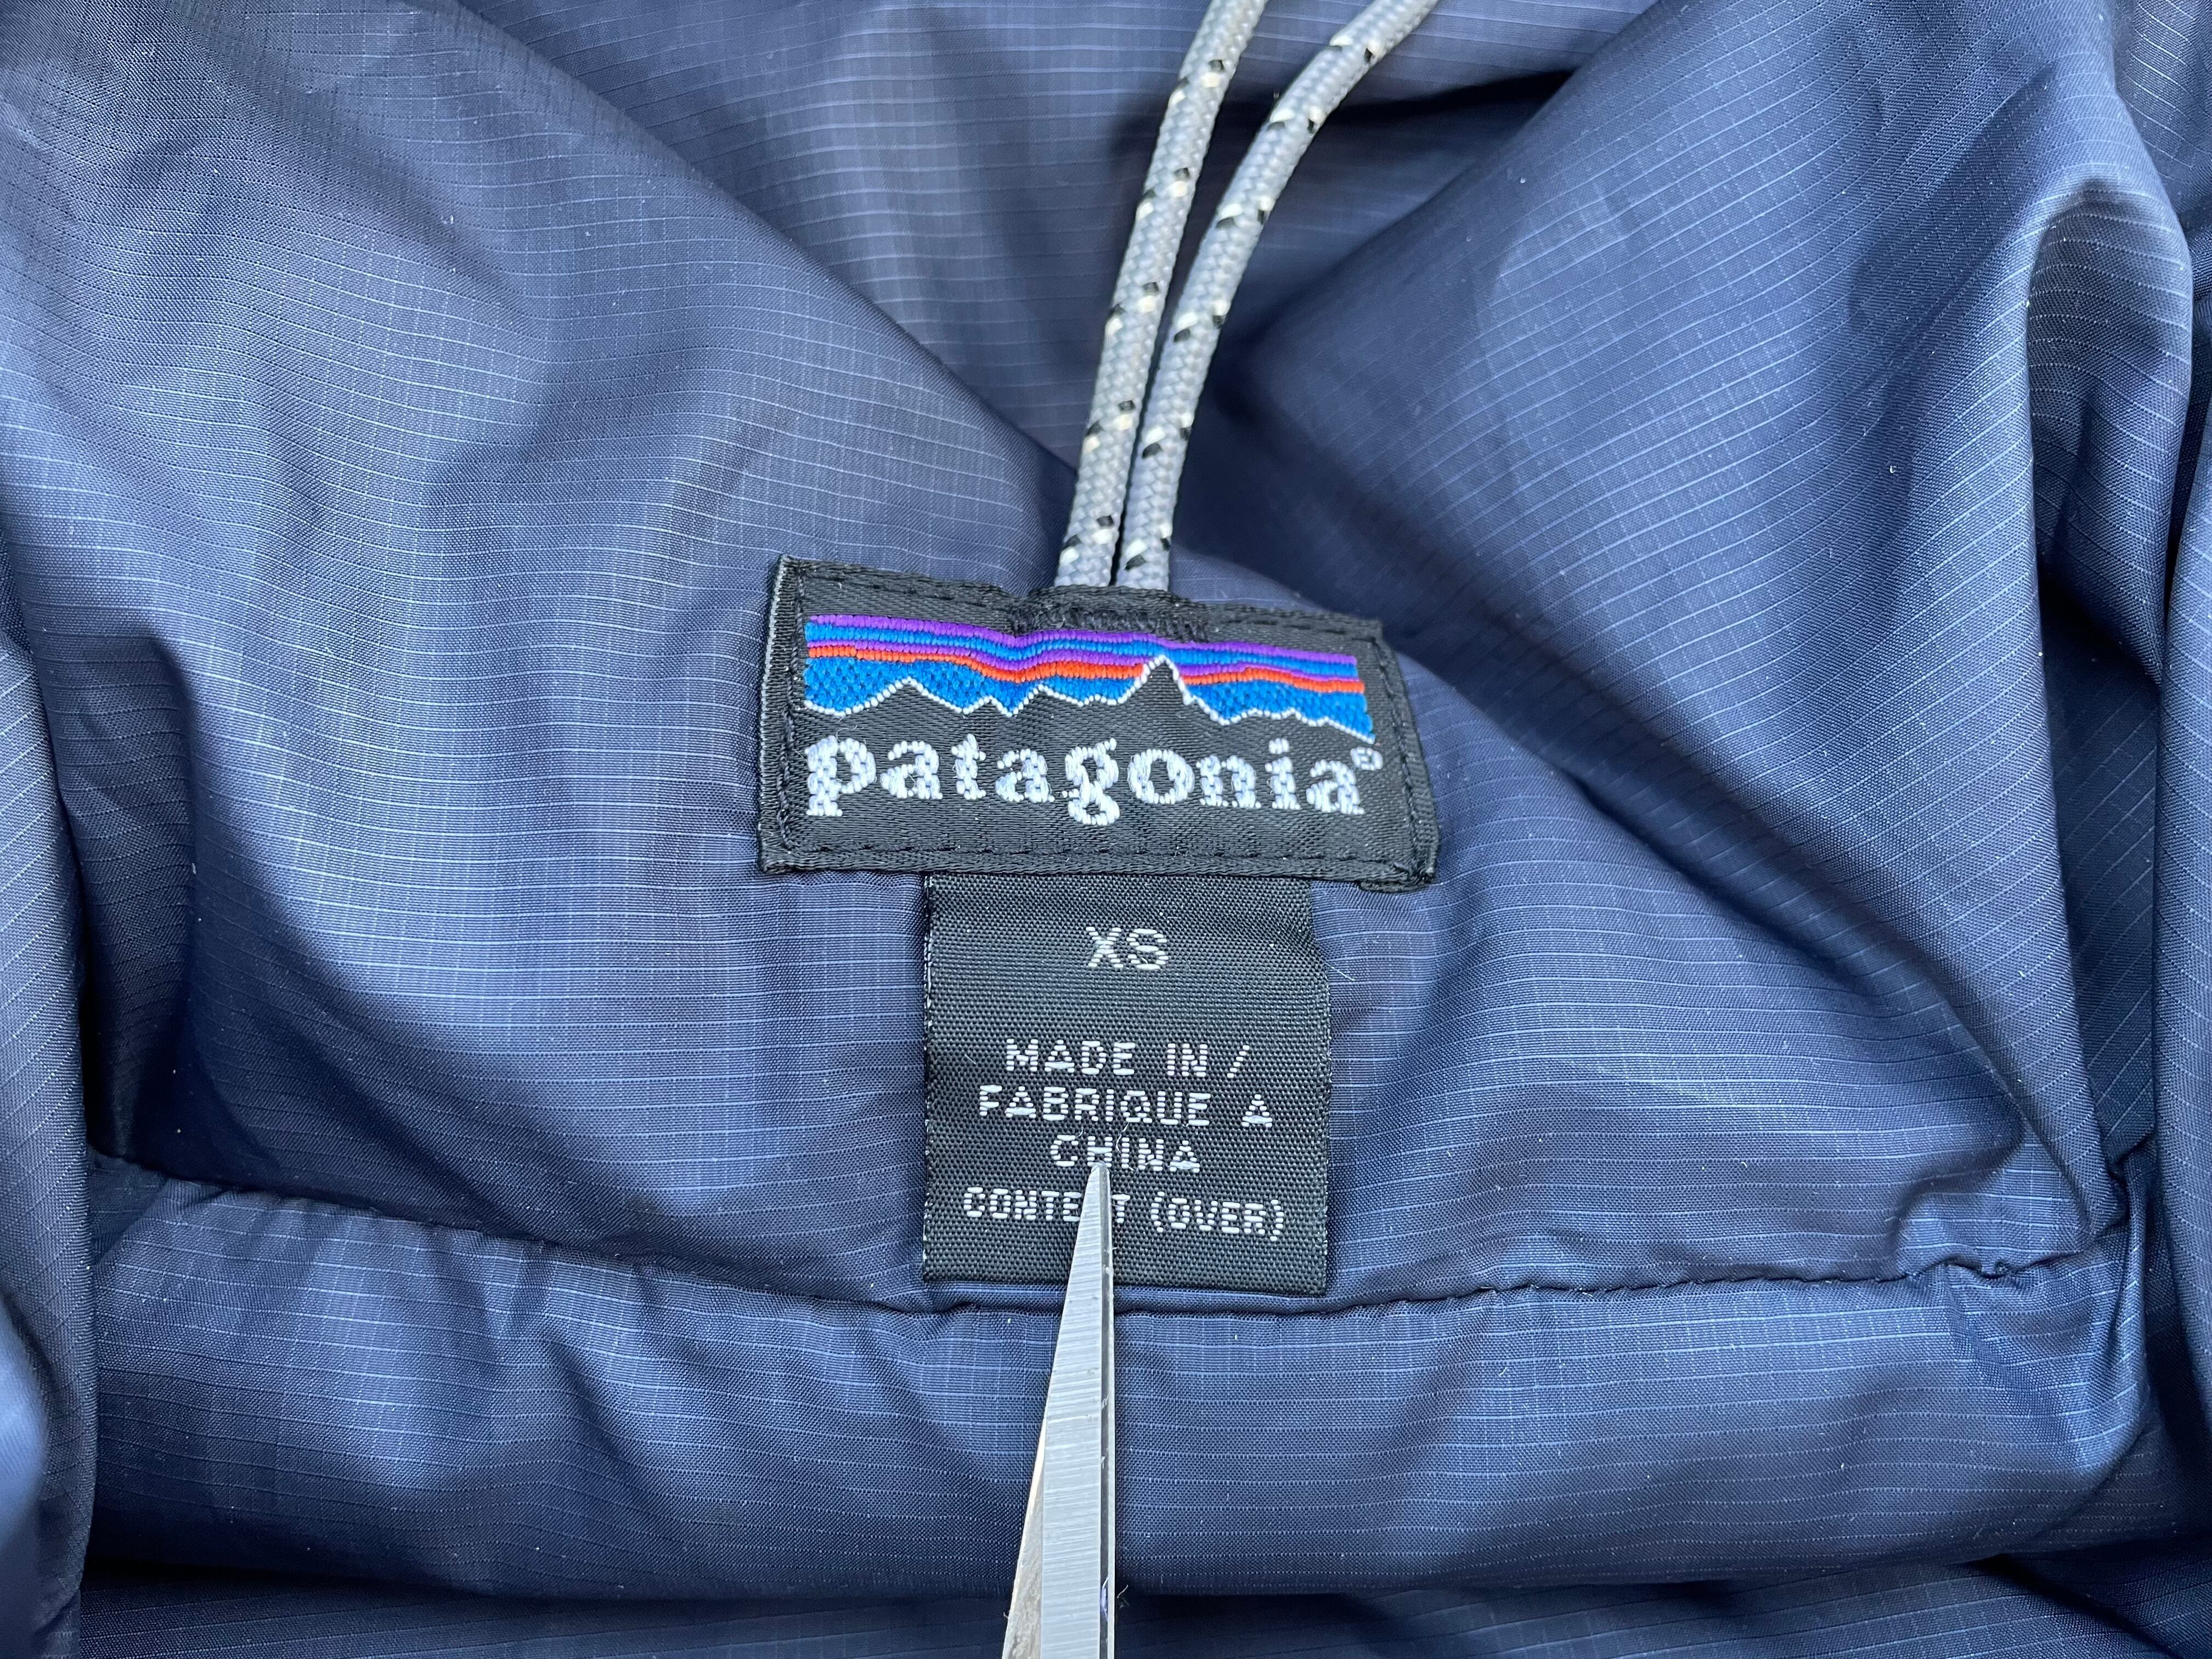 patagonia®
XS
MADE IN /
FABRIQUE A
CHINA
CONTENT (OVER)